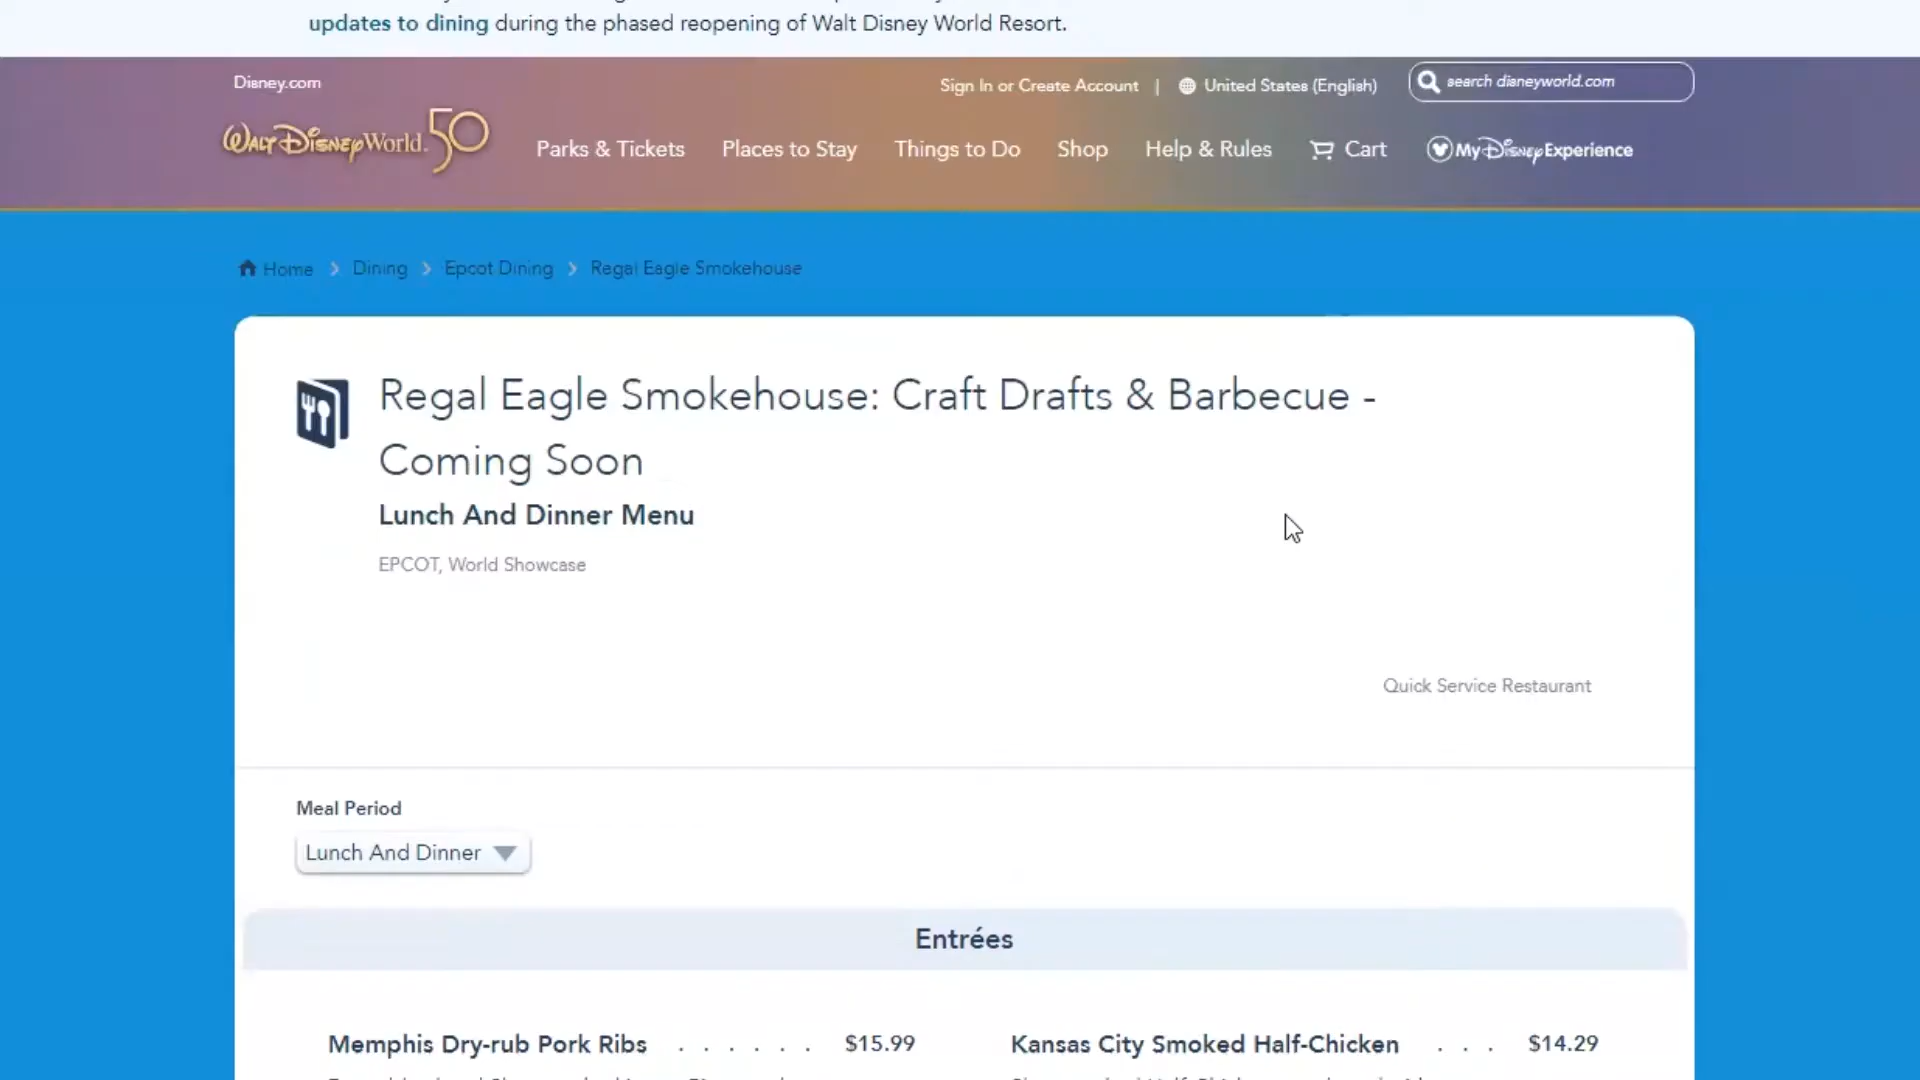 updates to dining during the phased reopening of Walt Disney World Resort.
Disney.com
Sign In or Create Account | United States (English)
search disneyworld.com
Walt Disney World. 50
Parks & Tickets
Places to Stay
Things to Do
Shop
Help & Rules
Cart
My Disney Experience
Home > Dining > Epcot Dining > Regal Eagle Smokehouse
Regal Eagle Smokehouse: Craft Drafts & Barbecue -
Coming Soon
Lunch And Dinner Menu
EPCOT, World Showcase
Quick Service Restaurant
Meal Period
Lunch And Dinner
Entrées
Memphis Dry-rub Pork Ribs . . . . . . $15.99
Kansas City Smoked Half-Chicken . . . $14.29